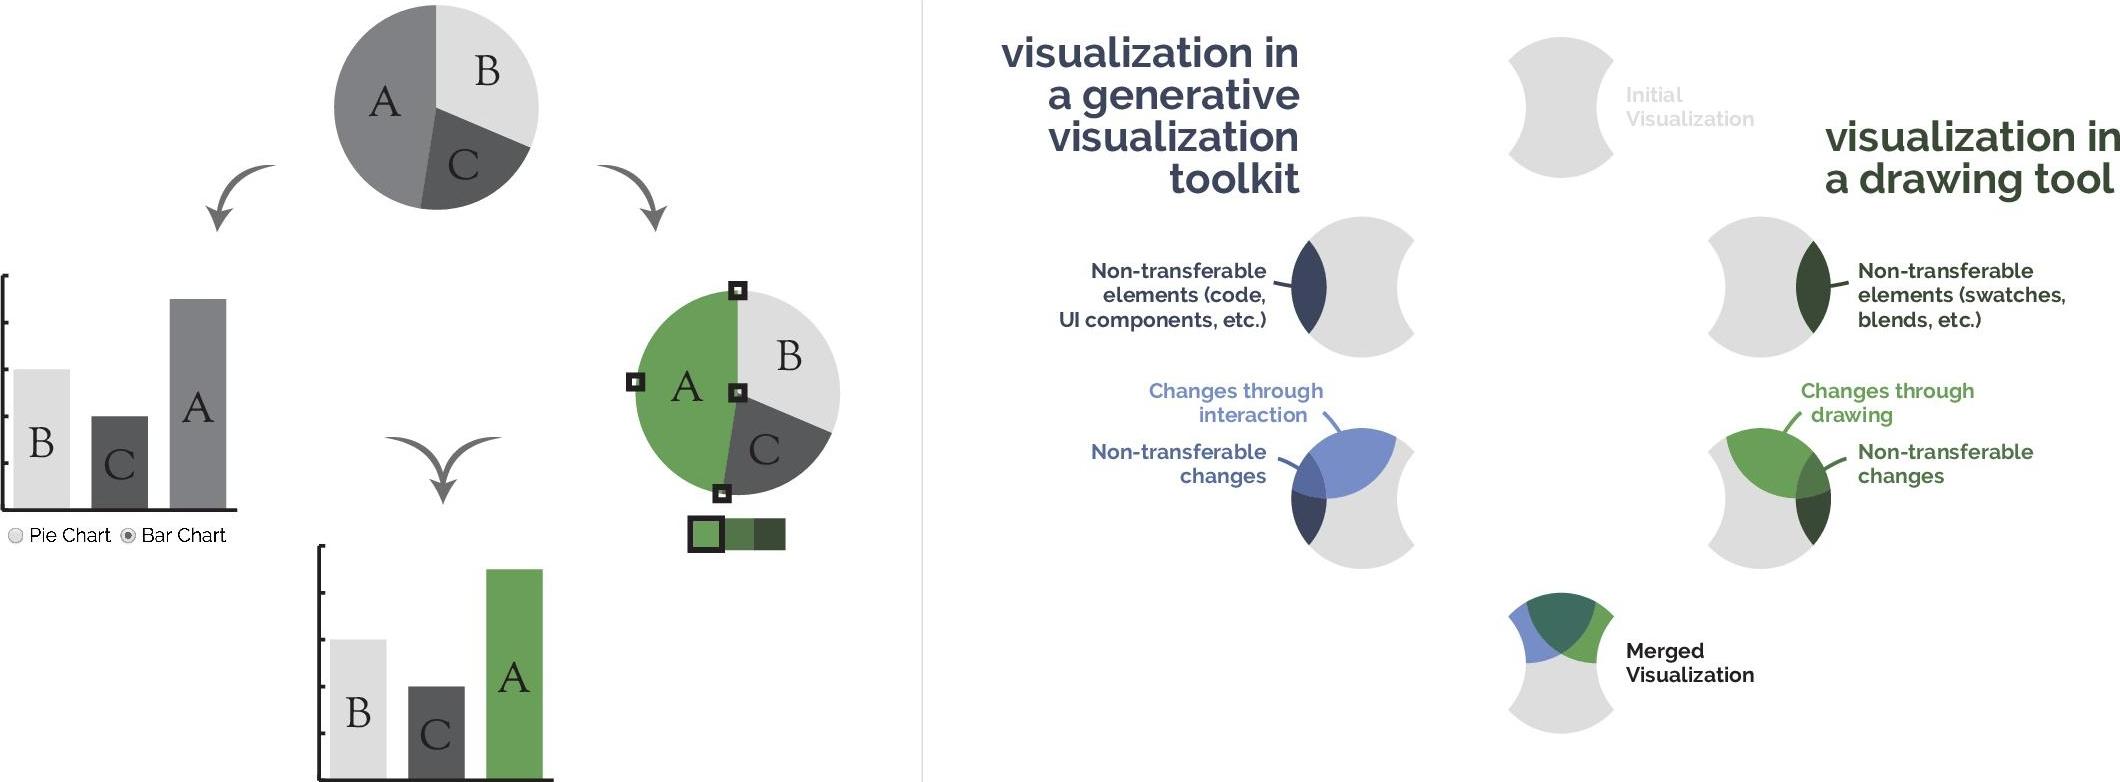 A
B
C
B
C
A
Pie Chart
Bar Chart
A
B
C
B
C
A
visualization in
a generative
visualization
toolkit
Initial
Visualization
visualization in
a drawing tool
Non-transferable
elements (code,
UI components, etc.)
Non-transferable
elements (swatches,
blends, etc.)
Changes through
interaction
Non-transferable
changes
Changes through
drawing
Non-transferable
changes
Merged
Visualization